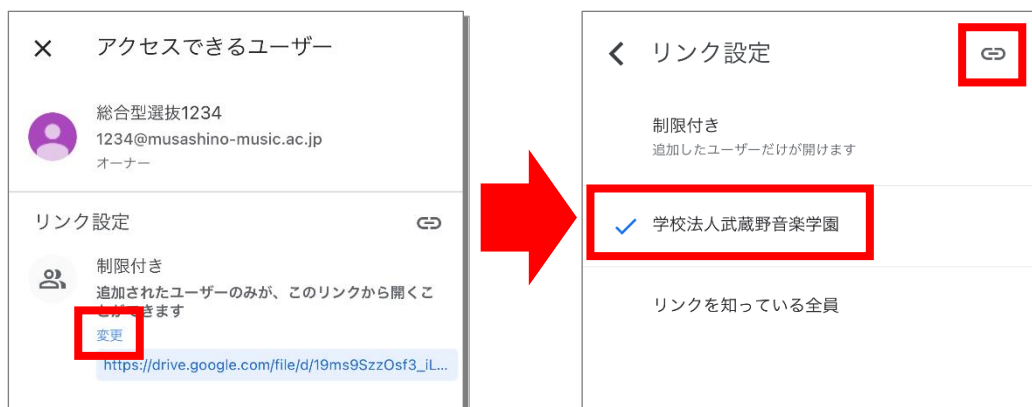 アクセスできるユーザー
総合型選抜1234
1234@musashino-music.ac.jp
オーナー
リンク設定
制限付き
追加されたユーザーのみが、このリンクから開くこ
とができます
変更
https://drive.google.com/file/d/19ms9SzzOsf3_iL...
リンク設定
制限付き
追加したユーザーだけが開けます
学校法人武蔵野音楽学園
リンクを知っている全員